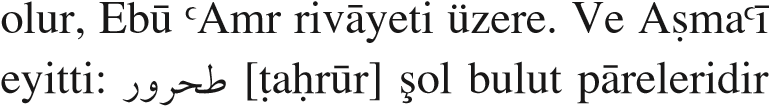 olur, Ebū ʿAmr rivāyeti üzere. Ve Aṣmaʿī
eyitti: طحرور [ṭaḥrūr] şol bulut pāreleridir